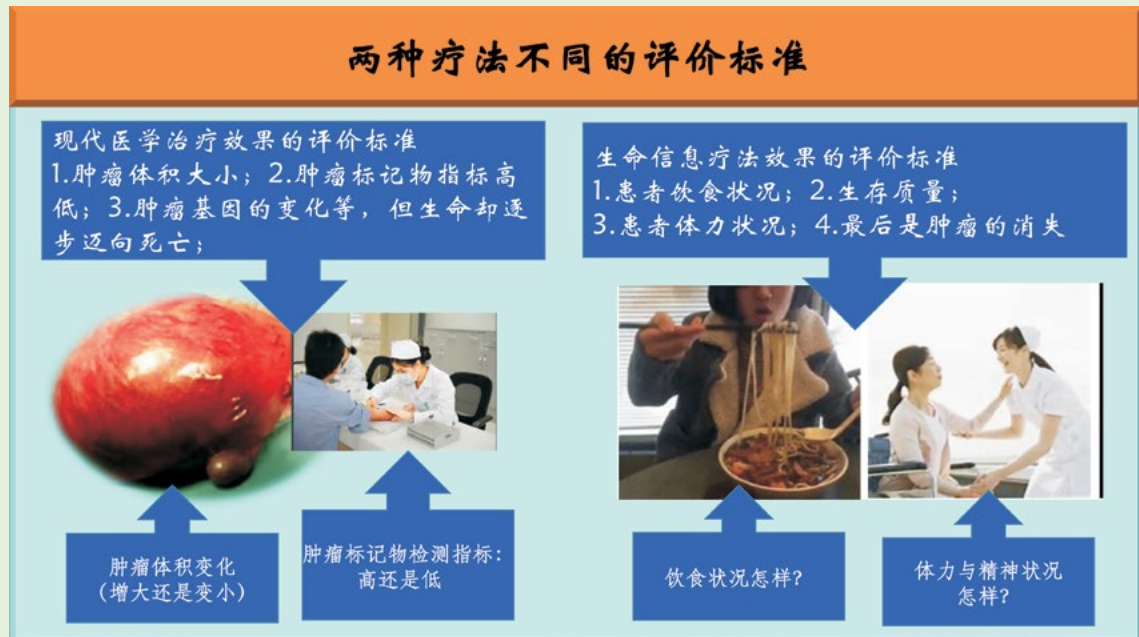 两种疗法不同的评价标准
现代医学治疗效果的评价标准
1.肿瘤体积大小；2.肿瘤标记物指标高
低；3.肿瘤基因的变化等，但生命却逐
步迈向死亡；
生命信息疗法效果的评价标准
1.患者饮食状况；2.生存质量；
3.患者体力状况；4.最后是肿瘤的消失
肿瘤体积变化
（增大还是变小）
肿瘤标记物检测指标：
高还是低
饮食状况怎样？
体力与精神状况
怎样？